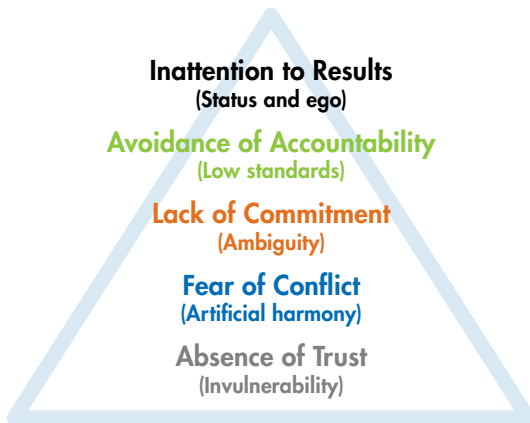 Inattention to Results
(Status and ego)
Avoidance of Accountability
(Low standards)
Lack of Commitment
(Ambiguity)
Fear of Conflict
(Artificial harmony)
Absence of Trust
(Invulnerability)